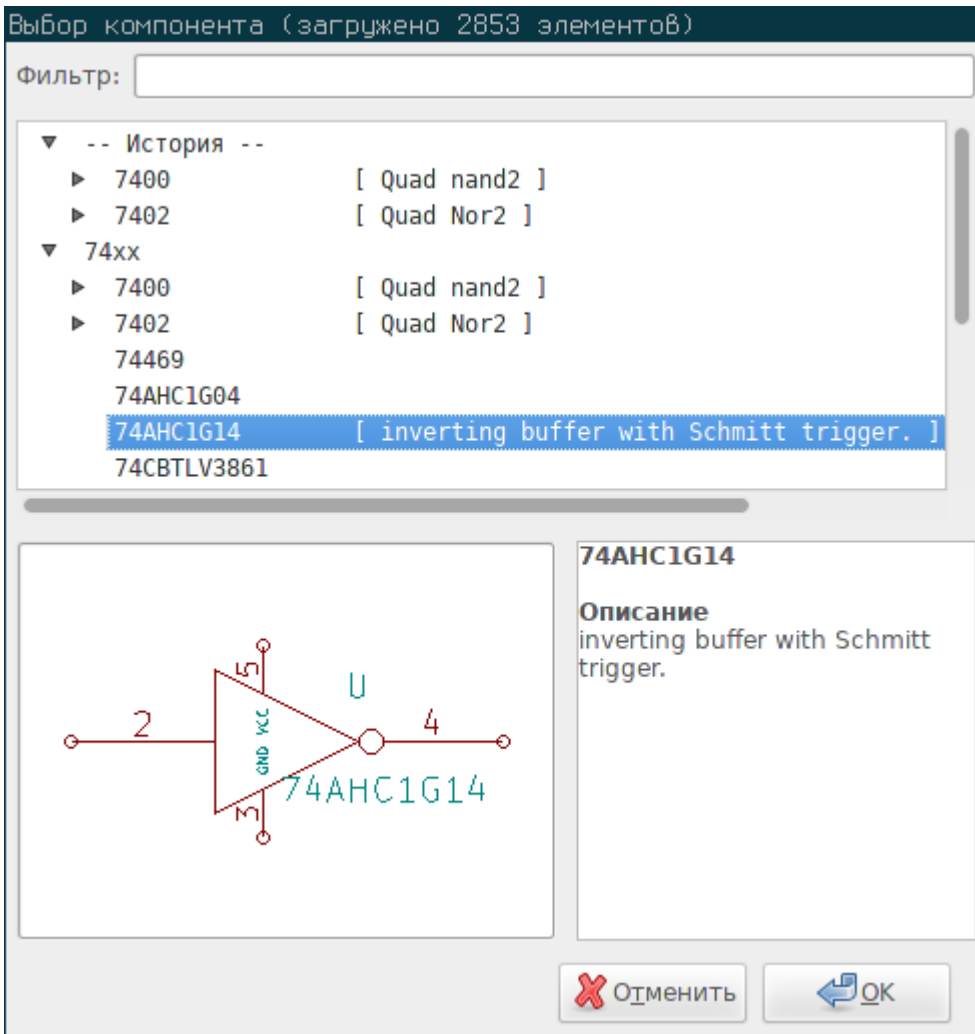 Выбор компонента (загружено 2853 элементов)
Фильтр:
-- История --
7400 [ Quad nand2 ]
7402 [ Quad Nor2 ]
74xx
7400 [ Quad nand2 ]
7402 [ Quad Nor2 ]
74469
74AHC1G04
74AHC1G14 [ inverting buffer with Schmitt trigger. ]
74CBTLV3861
5
U
2
GND VCC
4
74AHC1G14
3
74AHC1G14
Описание
inverting buffer with Schmitt
trigger.
Отменить
OK